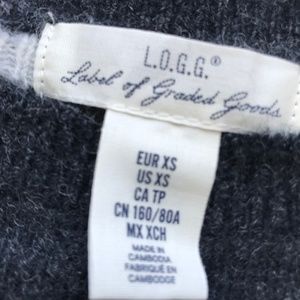 L.O.G.G.®
Label of Graded Goods
EUR XS
US XS
CA TP
CN 160/80A
MX XCH
MADE IN
CAMBODIA
FABRIQUÉ EN
CAMBODGE